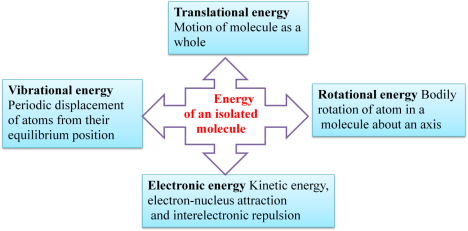 Translational energy
Motion of molecule as a
whole
Vibrational energy
Periodic displacement
of atoms from their
equilibrium position
Energy
of an isolated
molecule
Rotational energy Bodily
rotation of atom in a
molecule about an axis
Electronic energy Kinetic energy,
electron-nucleus attraction
and interelectronic repulsion